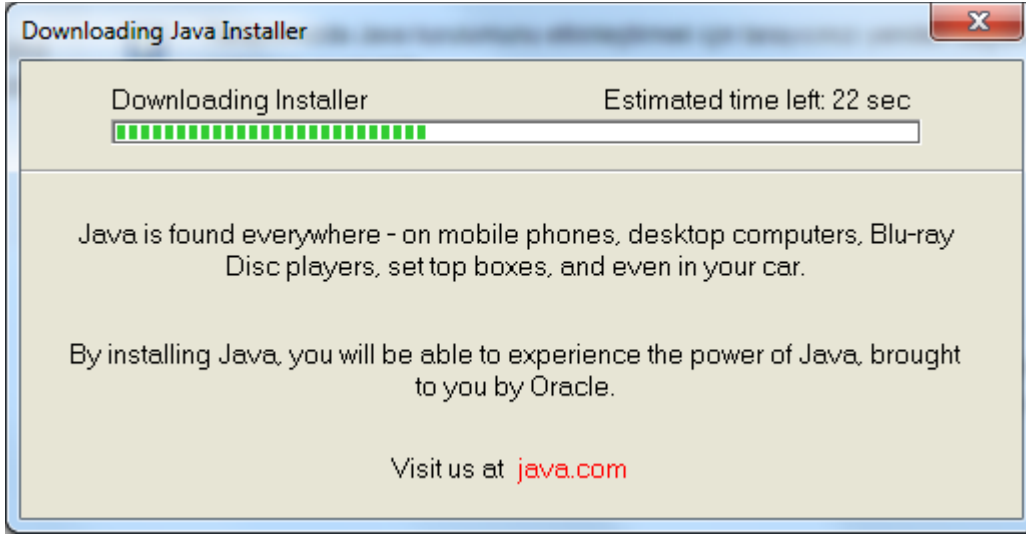 Downloading Java Installer
Downloading Installer
Estimated time left: 22 sec
Java is found everywhere - on mobile phones, desktop computers, Blu-ray
Disc players, set top boxes, and even in your car.
By installing Java, you will be able to experience the power of Java, brought
to you by Oracle.
Visit us at java.com